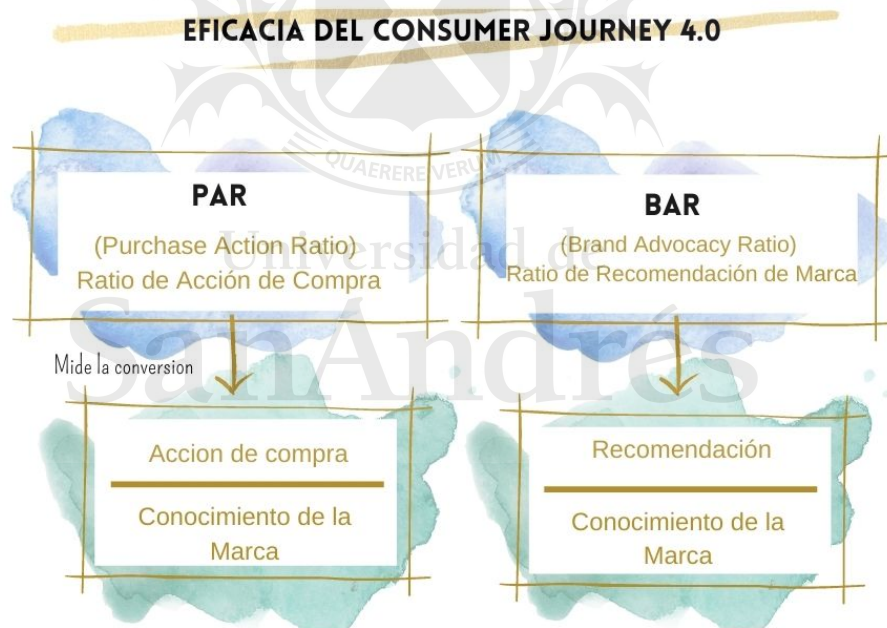 EFICACIA DEL CONSUMER JOURNEY 4.0
QUAERERE VERUM
Universidad de
SanAndrés
PAR
(Purchase Action Ratio)
Ratio de Acción de Compra
Mide la conversion
Accion de compra
Conocimiento de la
Marca
BAR
(Brand Advocacy Ratio)
Ratio de Recomendación de Marca
Recomendación
Conocimiento de la
Marca